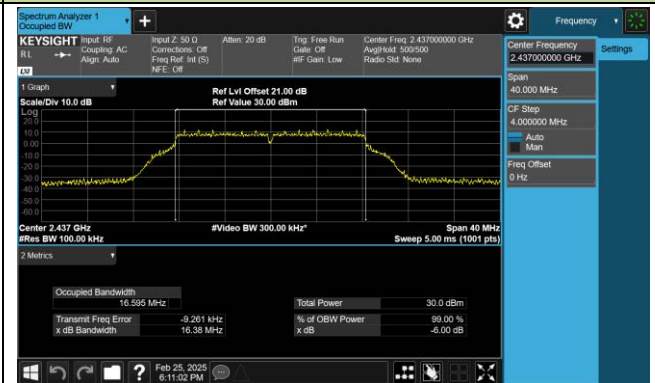 Spectrum Analyzer 1
Occupied BW
Frequency
KEYSIGHT
RL
Input: RF
Coupling: AC
Align: Auto
Input Z: 50 Ω
Corrections: Off
Freq Ref: Int (S)
NFE: Off
Atten: 20 dB
Trig: Free Run
Gate: Off
#IF Gain: Low
Center Freq: 2.437000000 GHz
Avg|Hold: 500/500
Radio Std: None
Center Frequency
2.437000000 GHz
Settings
Span
40.000 MHz
CF Step
4.000000 MHz
Auto
Man
Freq Offset
0 Hz
1 Graph
Scale/Div 10.0 dB
Ref Lvl Offset 21.00 dB
Ref Value 30.00 dBm
Log
20.0
10.0
0.00
-10.0
-20.0
-30.0
-40.0
-50.0
-60.0
Center 2.437 GHz
#Video BW 300.00 kHz*
Span 40 MHz
#Res BW 100.00 kHz
Sweep 5.00 ms (1001 pts)
2 Metrics
Occupied Bandwidth
16.595 MHz
Total Power 30.0 dBm
Transmit Freq Error -9.261 kHz
% of OBW Power 99.00 %
x dB Bandwidth 16.38 MHz
x dB -6.00 dB
?
Feb 25, 2025
6:11:02 PM